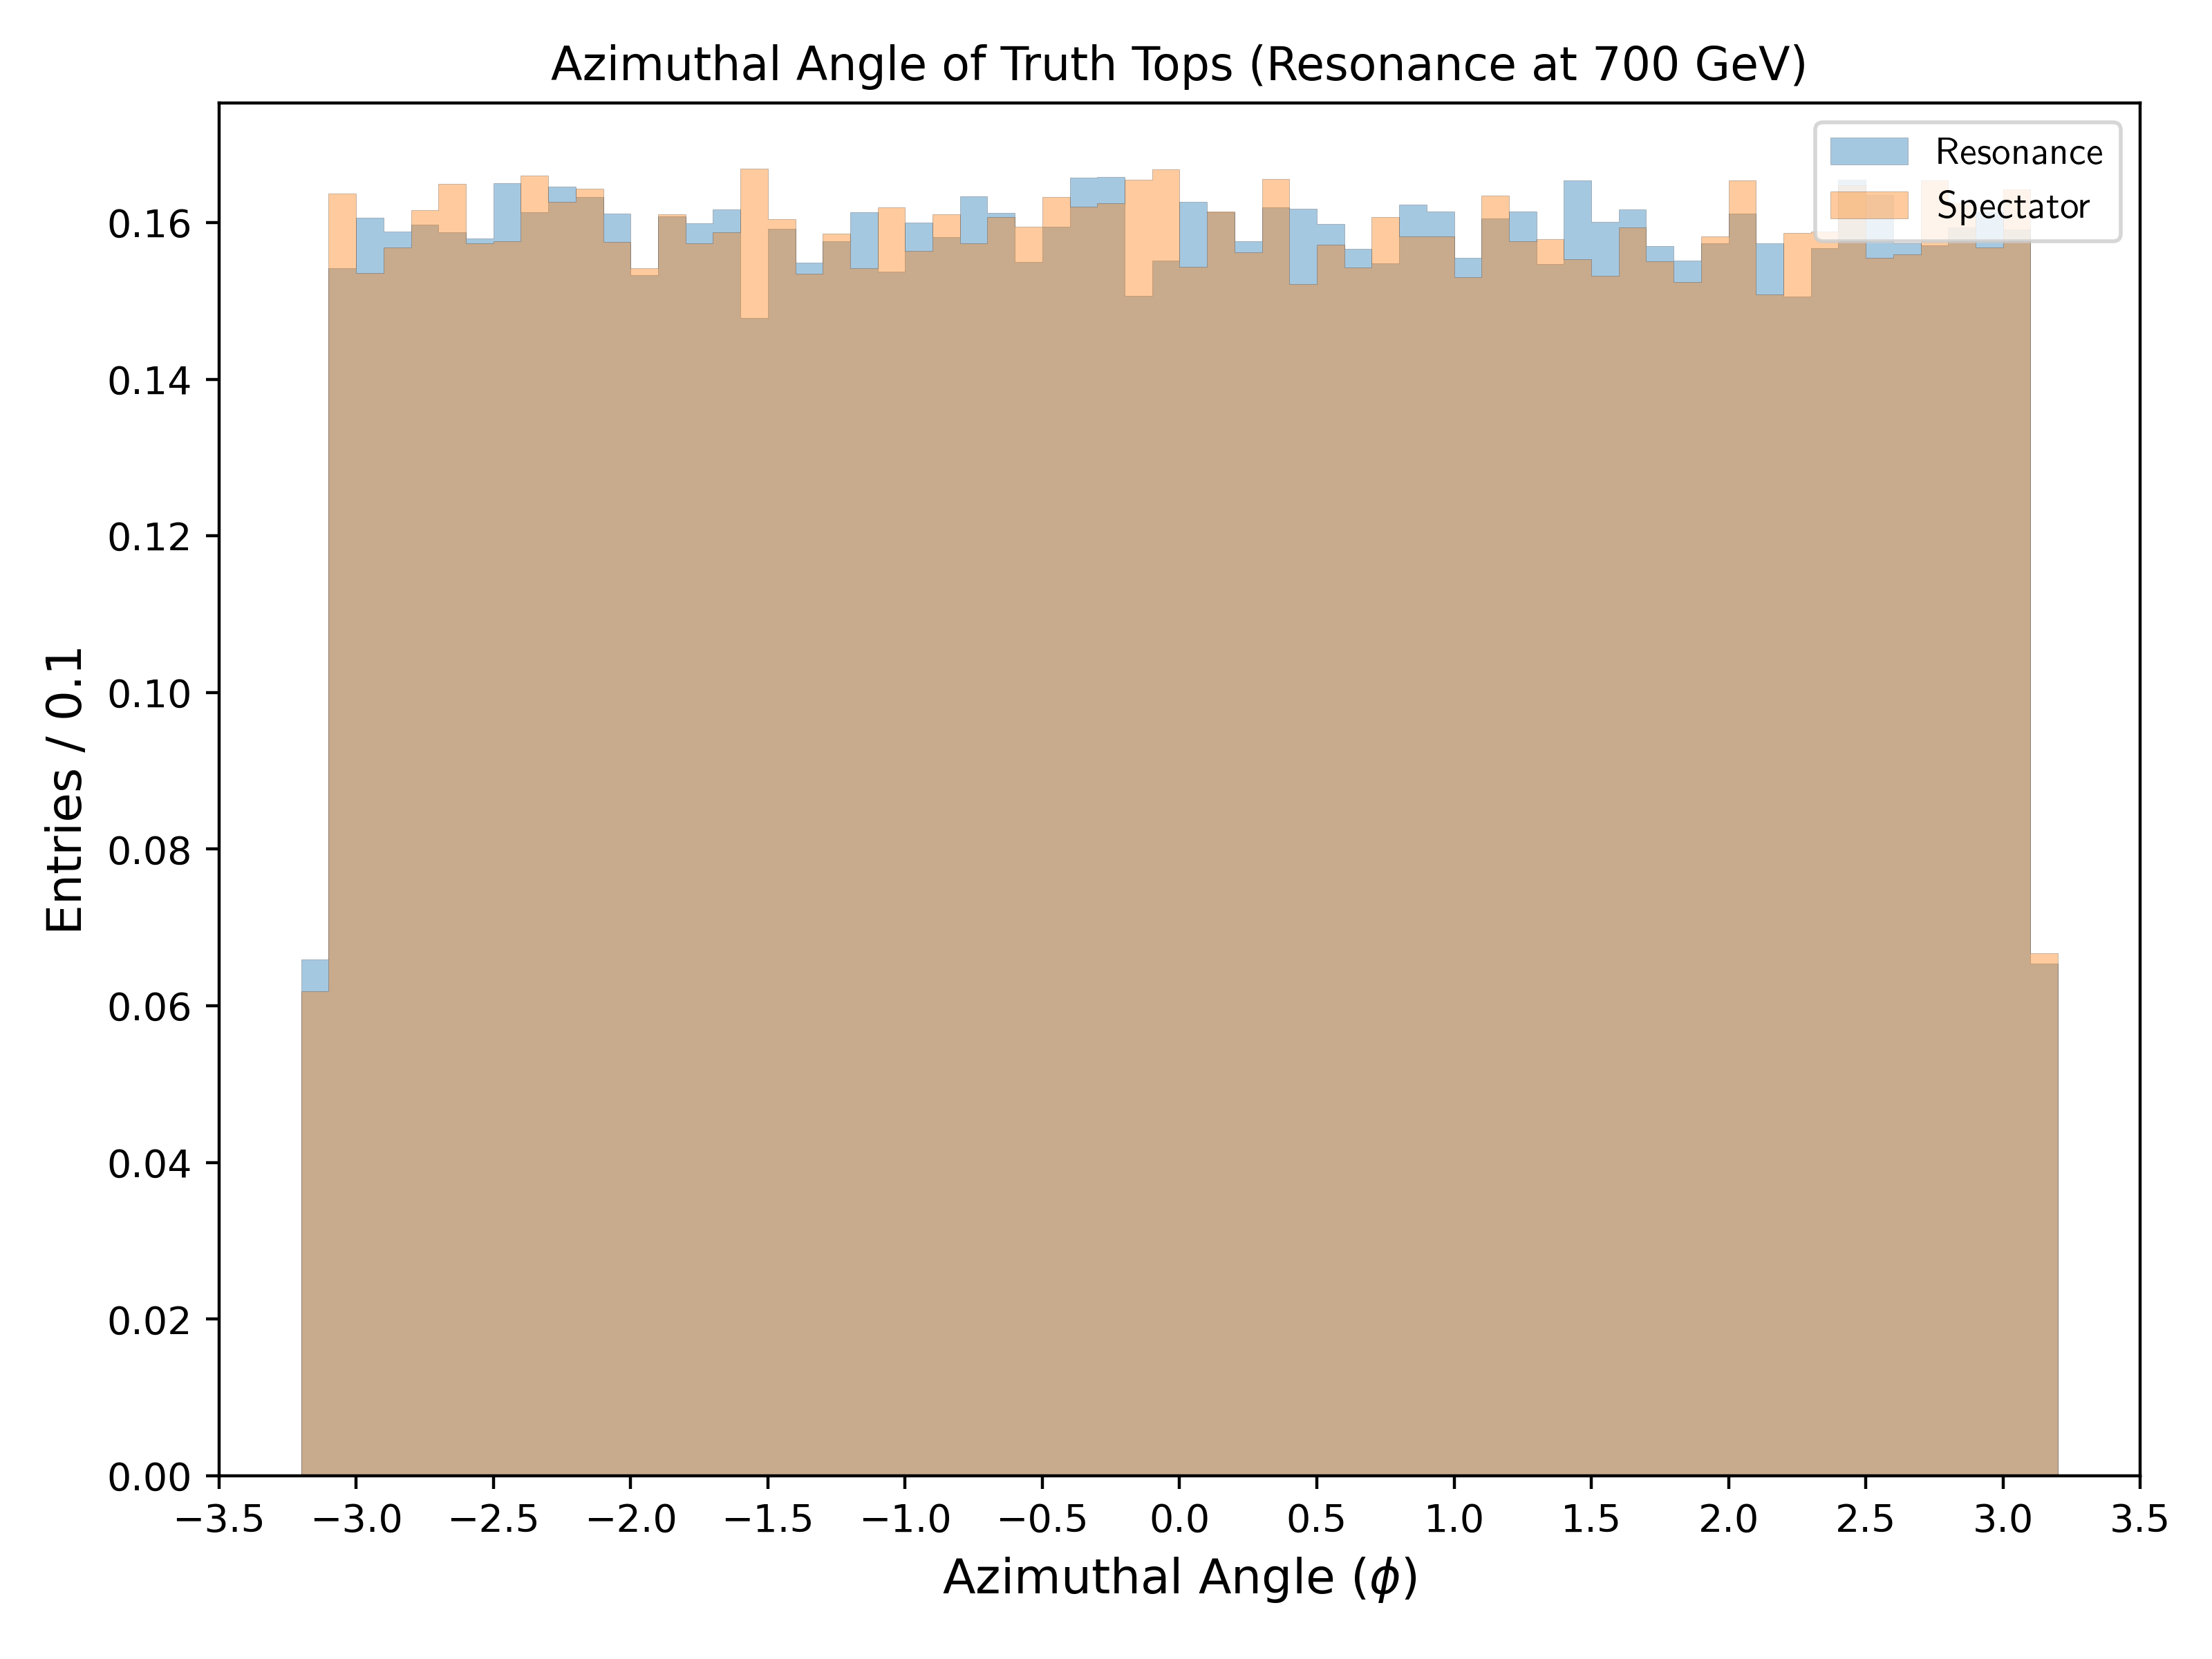 Azimuthal Angle of Truth Tops (Resonance at 700 GeV)
Resonance
Spectator
Entries / 0.1
0.16
0.14
0.12
0.10
0.08
0.06
0.04
0.02
0.00
−3.5 −3.0 −2.5 −2.0 −1.5 −1.0 −0.5 0.0 0.5 1.0 1.5 2.0 2.5 3.0 3.5
Azimuthal Angle (ϕ)